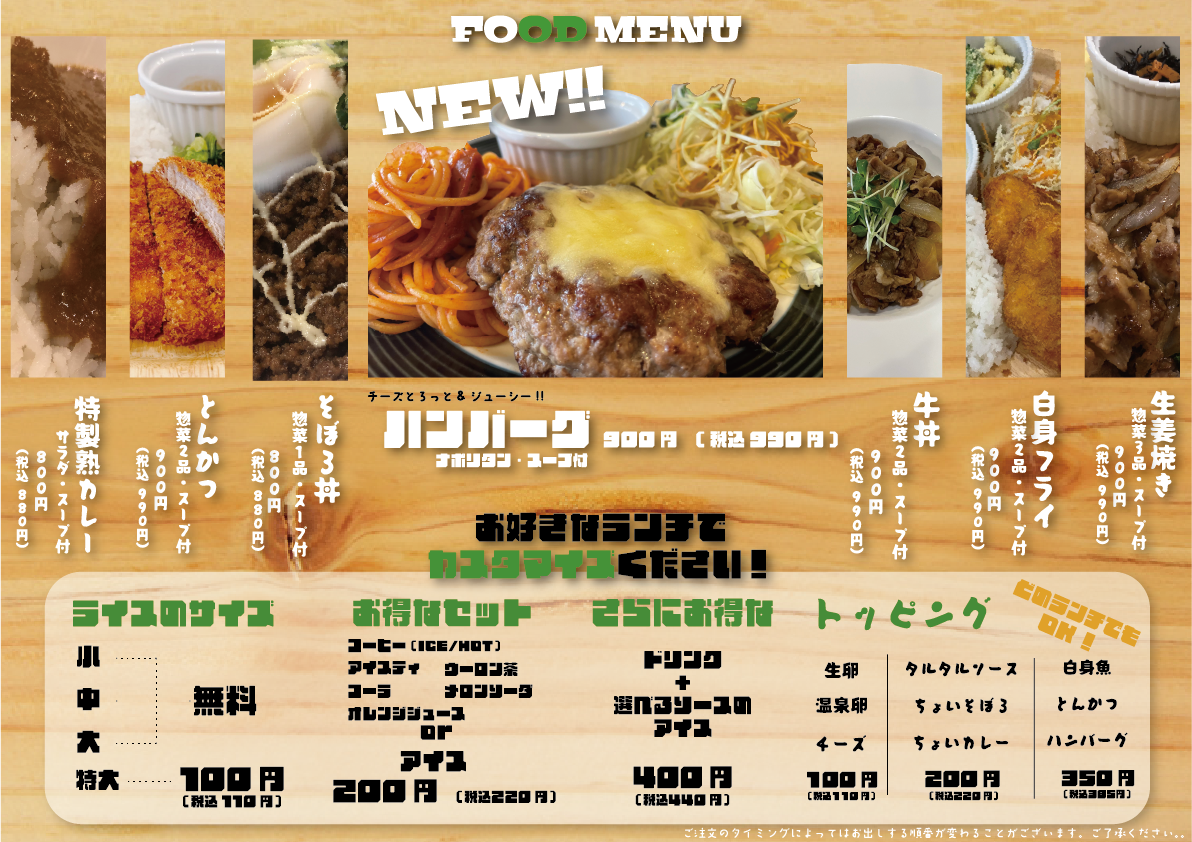 FOOD MENU
NEW!!
特製熟カレー
サラダ・スープ付
800円
(税込 880円)
とんかつ
惣菜2品・スープ付
900円
(税込 990円)
そぼろ丼
惣菜1品・スープ付
800円
(税込 880円)
チーズとろっと&ジューシー!!
ハンバーグ 900円 (税込990円)
ナポリタン・スープ付
牛丼
惣菜2品・スープ付
900円
(税込 990円)
白身フライ
惣菜2品・スープ付
900円
(税込 990円)
生姜焼き
惣菜3品・スープ付
900円
(税込 990円)
お好きなランチで
カスタマイズください!
ライスのサイズ
小
中
大
無料
特大
100円
(税込110円)
お得なセット
コーヒー(ICE/HOT)
アイスティ ウーロン茶
コーラ メロンソーダ
オレンジジュース
or
アイス
200円 (税込220円)
さらにお得な
ドリンク
+
選べるソースの
アイス
400円
(税込440円)
トッピング
どのランチでも
OK!
生卵
温泉卵
チーズ
100円
(税込110円)
タルタルソース
ちょいそぼろ
ちょいカレー
200円
(税込220円)
白身魚
とんかつ
ハンバーグ
350円
(税込385円)
ご注文のタイミングによってはお出しする順番が変わることがございます。ご了承ください。。